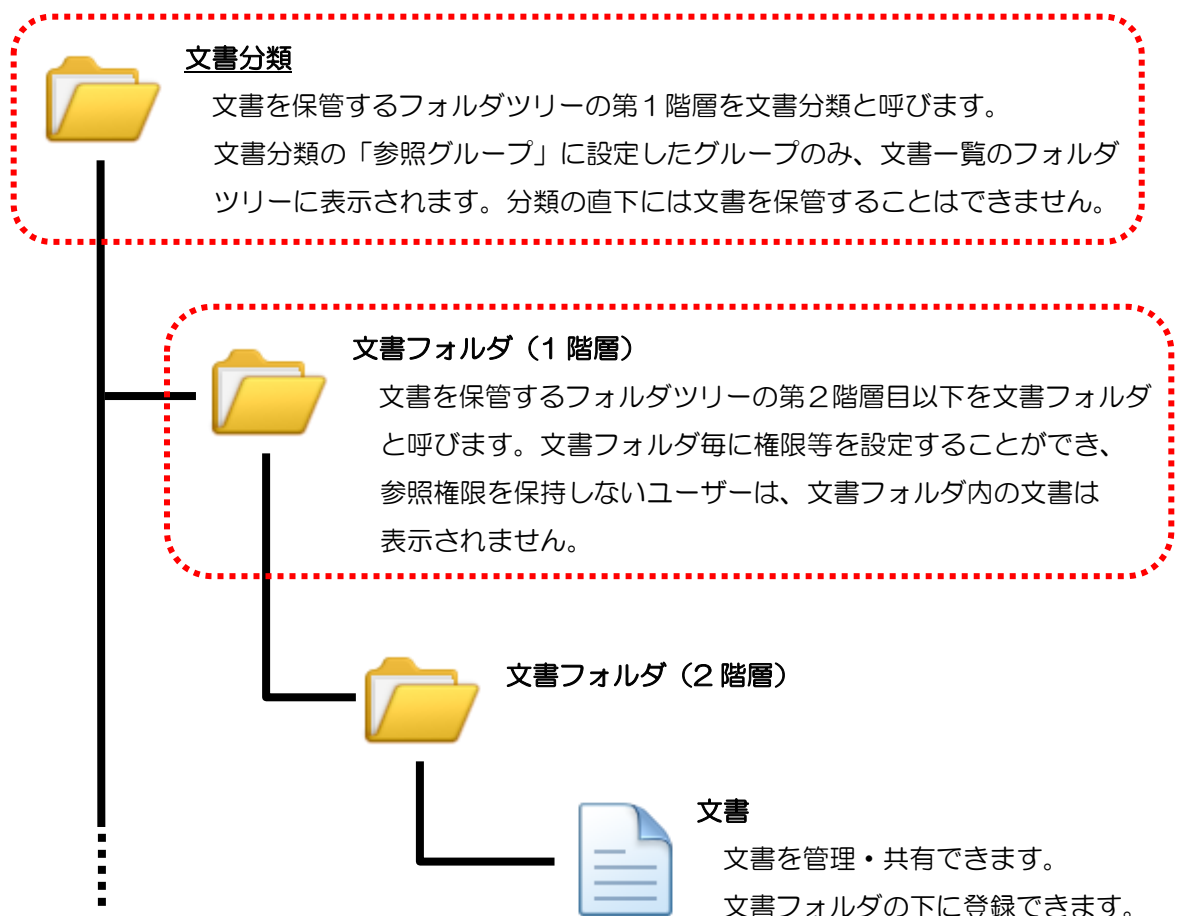 文書分類
文書を保管するフォルダツリーの第１階層を文書分類と呼びます。
文書分類の「参照グループ」に設定したグループのみ、文書一覧のフォルダ
ツリーに表示されます。分類の直下には文書を保管することはできません。
文書フォルダ（1 階層）
文書を保管するフォルダツリーの第２階層目以下を文書フォルダ
と呼びます。文書フォルダ毎に権限等を設定することができ、
参照権限を保持しないユーザーは、文書フォルダ内の文書は
表示されません。
文書フォルダ（2 階層）
文書
文書を管理・共有できます。
文書フォルダの下に登録できます。